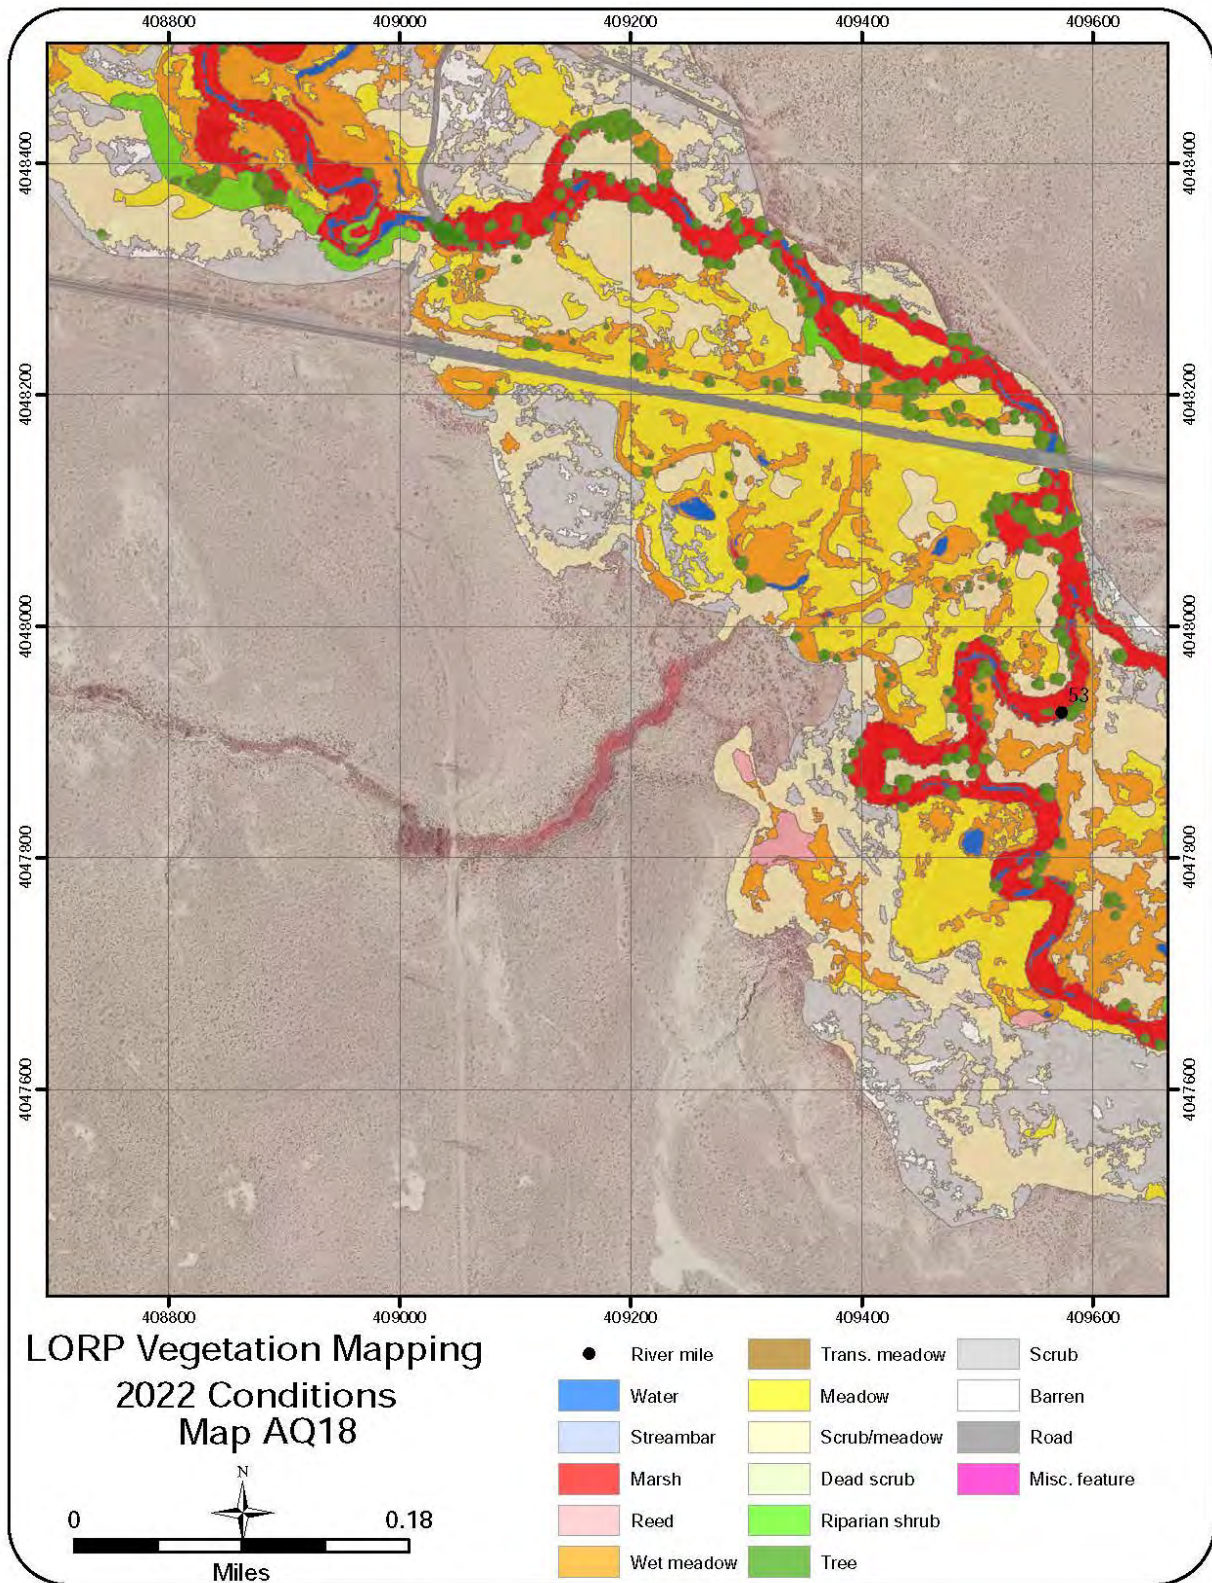 408800 409000 409200 409400 409600
4048400 4048400
4048200 4048200
4048000 4048000
53
4047800 4047800
4047600 4047600
408800 409000 409200 409400 409600
LORP Vegetation Mapping
2022 Conditions
Map AQ18
N
0 0.18
Miles
River mile
Water
Streambar
Marsh
Reed
Wet meadow
Trans. meadow
Meadow
Scrub/meadow
Dead scrub
Riparian shrub
Tree
Scrub
Barren
Road
Misc. feature